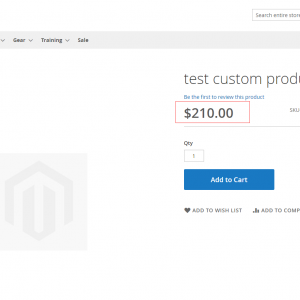 Search entire store
Gear
Training
Sale
test custom produ
Be the first to review this product
$210.00
SKU
Qty
1
Add to Cart
ADD TO WISH LIST
ADD TO COMP